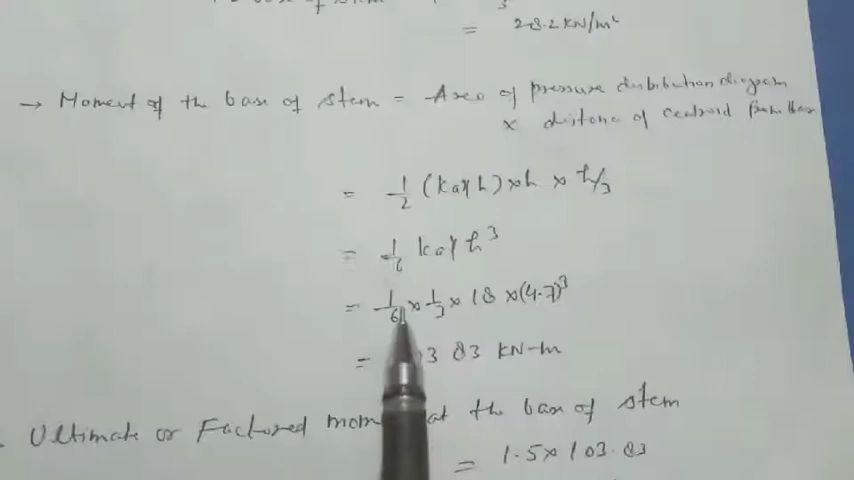 = 28.2 KN/m²
→ Moment of the base of stem = Area of pressure distribution diagram
x distance of centroid from base
= 1/2 (kaγh) x h x h/3
= 1/6 kaγh³
= 1/6 x 1/3 x 18 x (4.7)³
= 03 83 KN-m
Ultimate or Factored mom at the base of stem
= 1.5 x 103.83